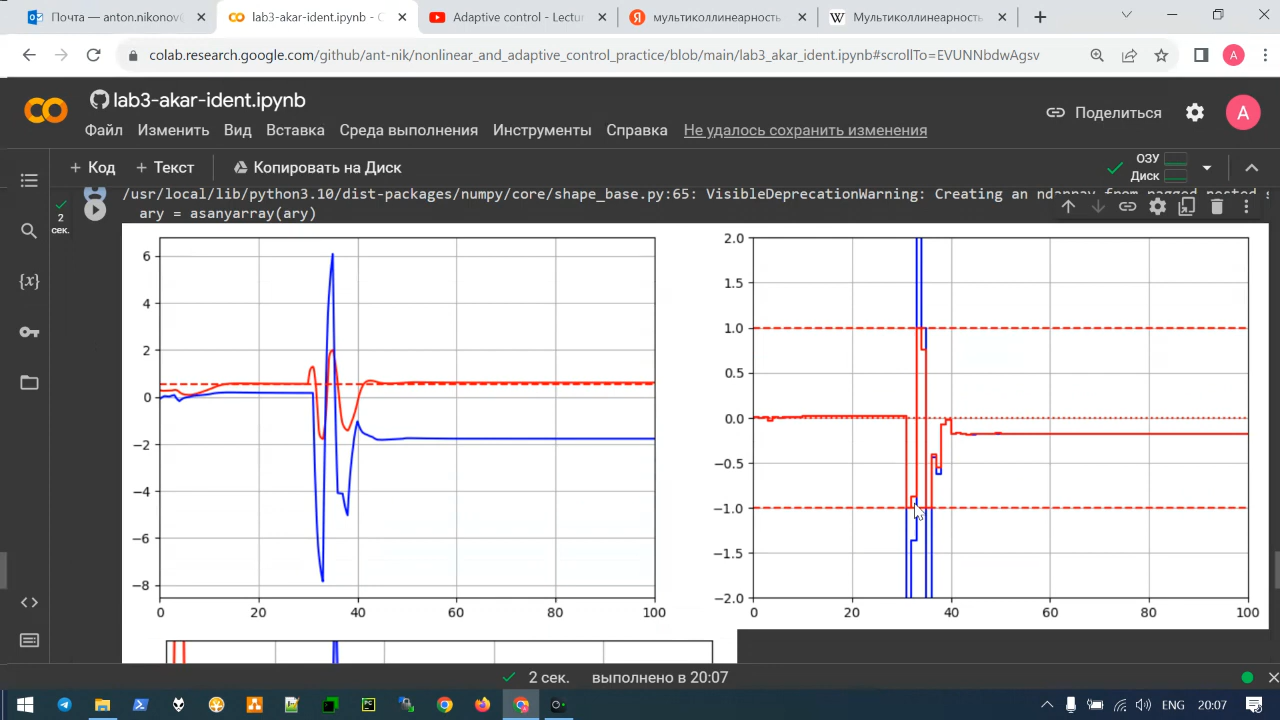 Почта — anton.nikonov(
lab3-akar-ident.ipynb - C
Adaptive control - Lectur
мультиколлинеарность
Мультиколлинеарность
colab.research.google.com/github/ant-nik/nonlinear_and_adaptive_control_practice/blob/main/lab3_akar_ident.ipynb#scrollTo=EVUNNbdwAgsv
A
lab3-akar-ident.ipynb
Файл Изменить Вид Вставка Среда выполнения Инструменты Справка Не удалось сохранить изменения
Поделиться
A
+ Код + Текст Копировать на Диск
ОЗУ
Диск
/usr/local/lib/python3.10/dist-packages/numpy/core/shape_base.py:65: VisibleDeprecationWarning: Creating an ndarray from ragged nested s
ary = asanyarray(ary)
2
сек.
{x}
6
4
2
0
−2
−4
−6
−8
0 20 40 60 80 100
2.0
1.5
1.0
0.5
0.0
−0.5
−1.0
−1.5
−2.0
0 20 40 60 80 100
2 сек. выполнено в 20:07
ENG 20:07